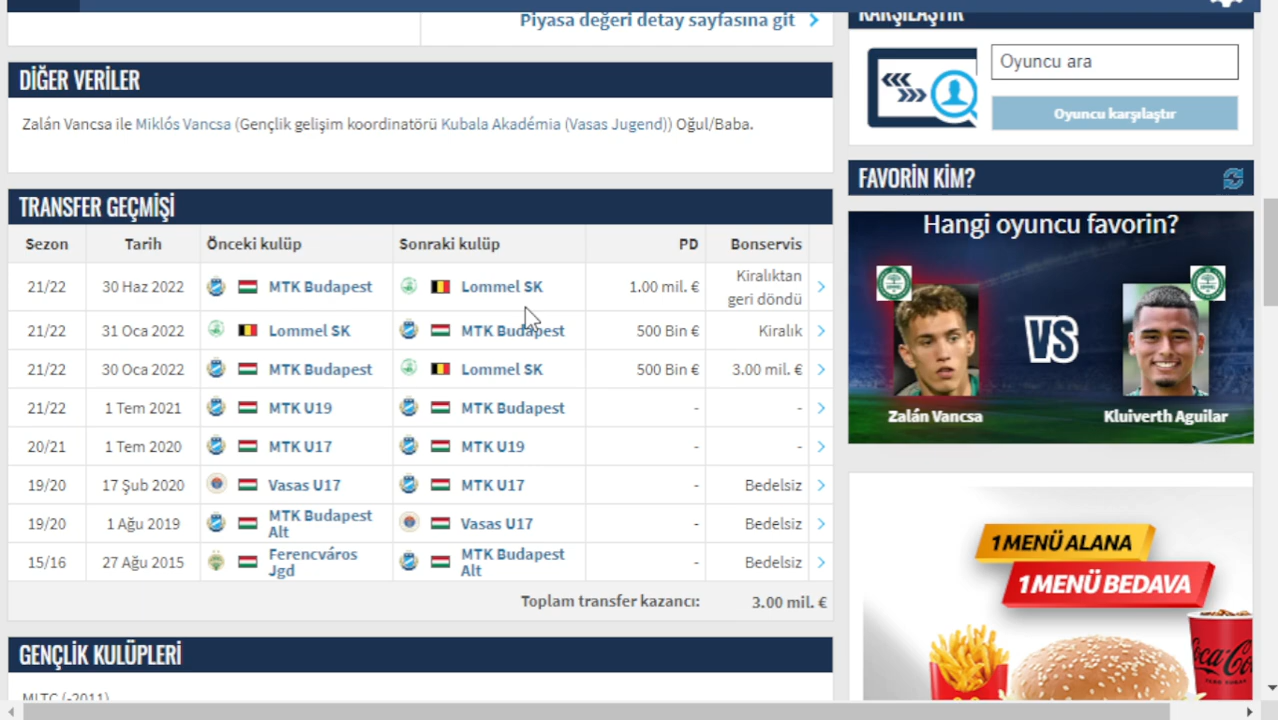 Piyasa değeri detay sayfasına git
KARŞILAŞTIR
DİĞER VERİLER
Oyuncu ara
Oyuncu karşılaştır
Zalán Vancsa ile Miklós Vancsa (Gençlik gelişim koordinatörü Kubala Akadémia (Vasas Jugend)) Oğul/Baba.
TRANSFER GEÇMİŞİ
Sezon Tarih Önceki kulüp Sonraki kulüp PD Bonservis
21/22 30 Haz 2022 MTK Budapest Lommel SK 1.00 mil. € Kiralıktan geri döndü
21/22 31 Oca 2022 Lommel SK MTK Budapest 500 Bin € Kiralık
21/22 30 Oca 2022 MTK Budapest Lommel SK 500 Bin € 3.00 mil. €
21/22 1 Tem 2021 MTK U19 MTK Budapest - -
20/21 1 Tem 2020 MTK U17 MTK U19 - -
19/20 17 Şub 2020 Vasas U17 MTK U17 - Bedelsiz
19/20 1 Ağu 2019 MTK Budapest Alt Vasas U17 - Bedelsiz
15/16 27 Ağu 2015 Ferencváros Jgd MTK Budapest Alt - Bedelsiz
Toplam transfer kazancı: 3.00 mil. €
GENÇLİK KULÜPLERİ
MLTC (-2011)
FAVORİN KİM?
Hangi oyuncu favorin?
VS
Zalán Vancsa Kluiverth Aguilar
1 MENÜ ALANA
1 MENÜ BEDAVA
Coca-Co